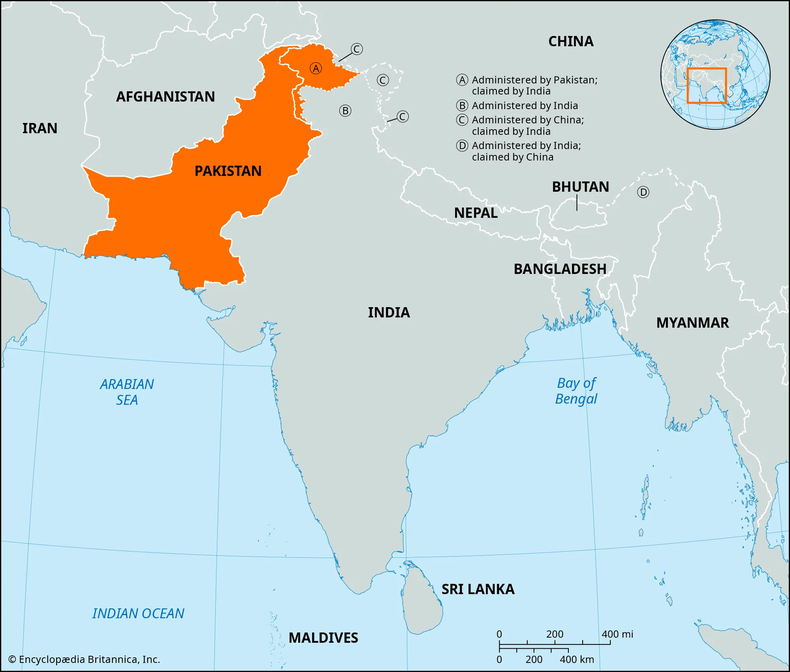 CHINA
Ⓒ
Ⓐ
Ⓒ
Ⓐ Administered by Pakistan;
claimed by India
Ⓑ Administered by India
Ⓒ Administered by China;
claimed by India
Ⓓ Administered by India;
claimed by China
AFGHANISTAN
Ⓑ
Ⓒ
IRAN
PAKISTAN
BHUTAN
Ⓓ
NEPAL
BANGLADESH
INDIA
MYANMAR
ARABIAN
SEA
Bay of
Bengal
SRI LANKA
INDIAN OCEAN
MALDIVES
0 200 400 mi
0 200 400 km
© Encyclopædia Britannica, Inc.